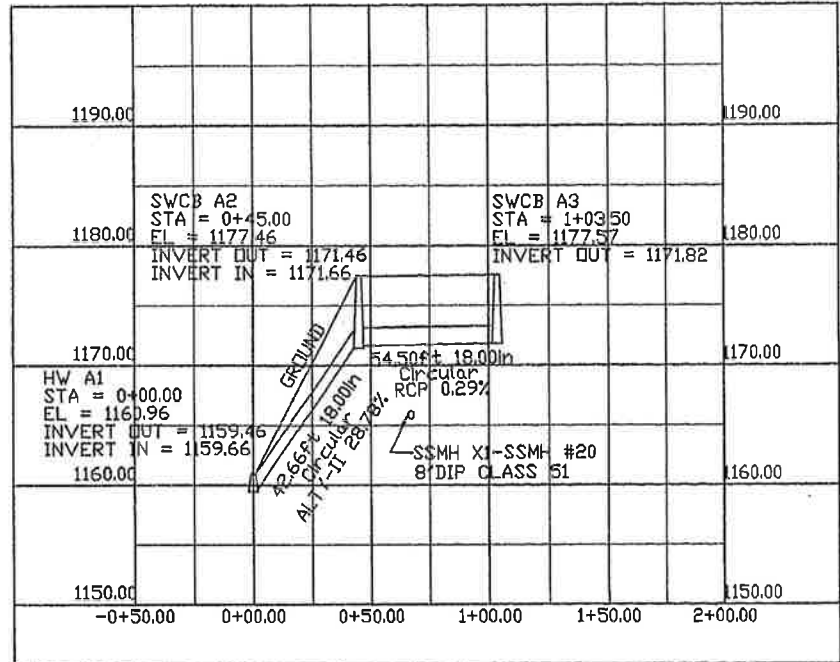 1190.00
1190.00
SWCB A2
STA = 0+45.00
EL = 1177.46
INVERT OUT = 1171.46
INVERT IN = 1171.66
SWCB A3
STA = 1+03.50
EL = 1177.57
INVERT OUT = 1171.82
1180.00
1180.00
GROUND
1170.00
1170.00
54.50ft 18.00in
Circular
RCP 0.29%
HW A1
STA = 0+00.00
EL = 1160.96
INVERT OUT = 1159.46
INVERT IN = 1159.66
42.66ft 18.00in
Circular
28.78%
SSMH X1-SSMH #20
8"DIP CLASS 51
1160.00
1160.00
1150.00
1150.00
-0+50.00
0+00.00
0+50.00
1+00.00
1+50.00
2+00.00